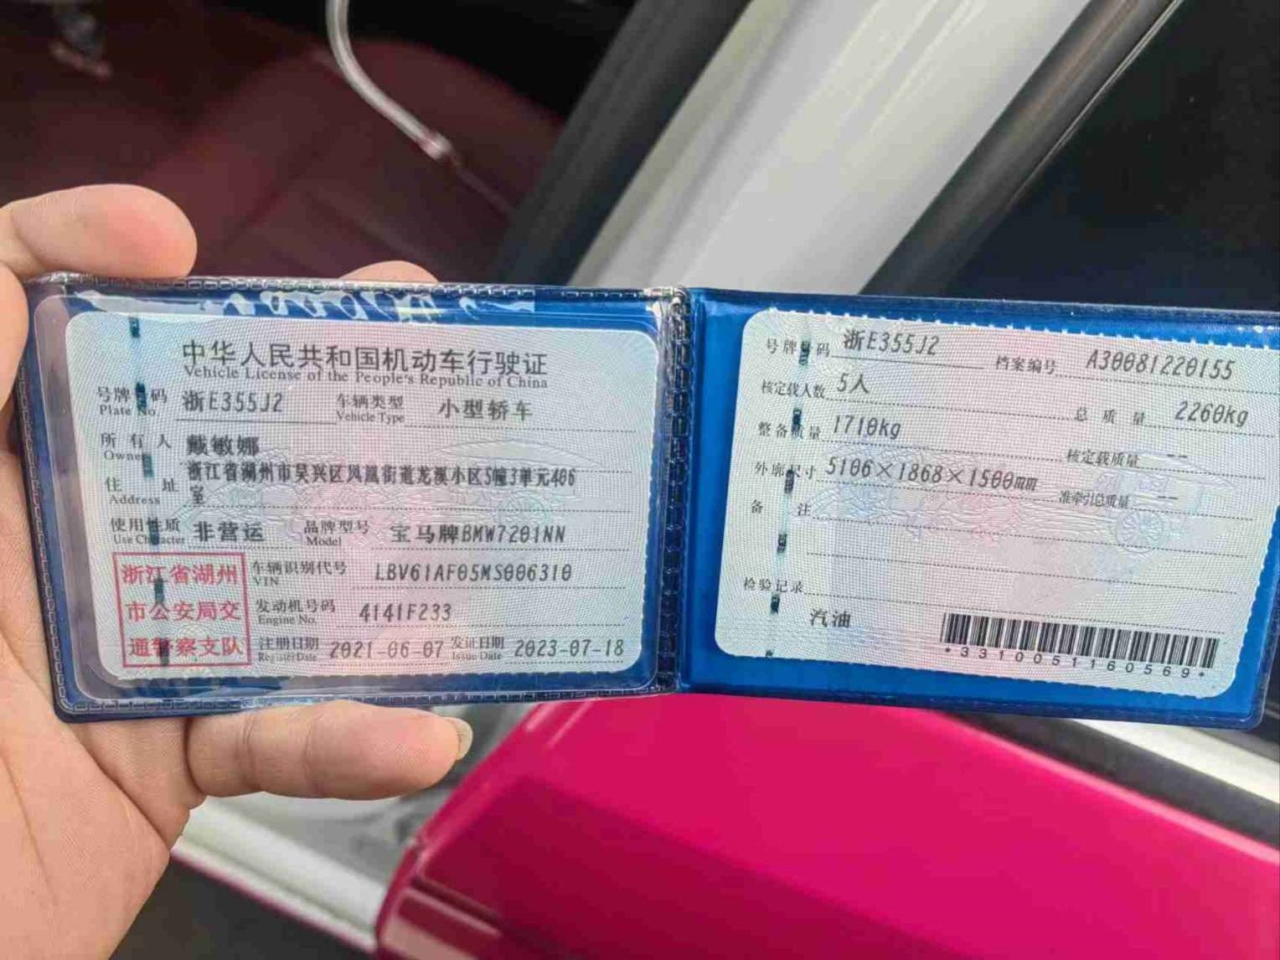 中华人民共和国机动车行驶证
Vehicle License of the People's Republic of China
号牌号码 浙E355J2 车辆类型 小型轿车
Plate No. Vehicle Type
所有人 戴敏娜
Owner
住址 浙江省湖州市吴兴区凤凰街道龙溪小区5幢3单元406
Address 室
使用性质 非营运 品牌型号 宝马牌BMW7201NN
Use Character Model
浙江省湖州
市公安局交
通警察支队
车辆识别代号 LBV61AF05MS006310
VIN
发动机号码 4141F233
Engine No.
注册日期 2021-06-07 发证日期 2023-07-18
Register Date Issue Date
号牌号码 浙E355J2 档案编号 A30081220155
核定载人数 5人 总质量 2260kg
整备质量 1710kg 核定载质量 --
外廓尺寸 5106×1868×1500mm 准牵引总质量 --
备注
检验记录
汽油
*3310051160569*